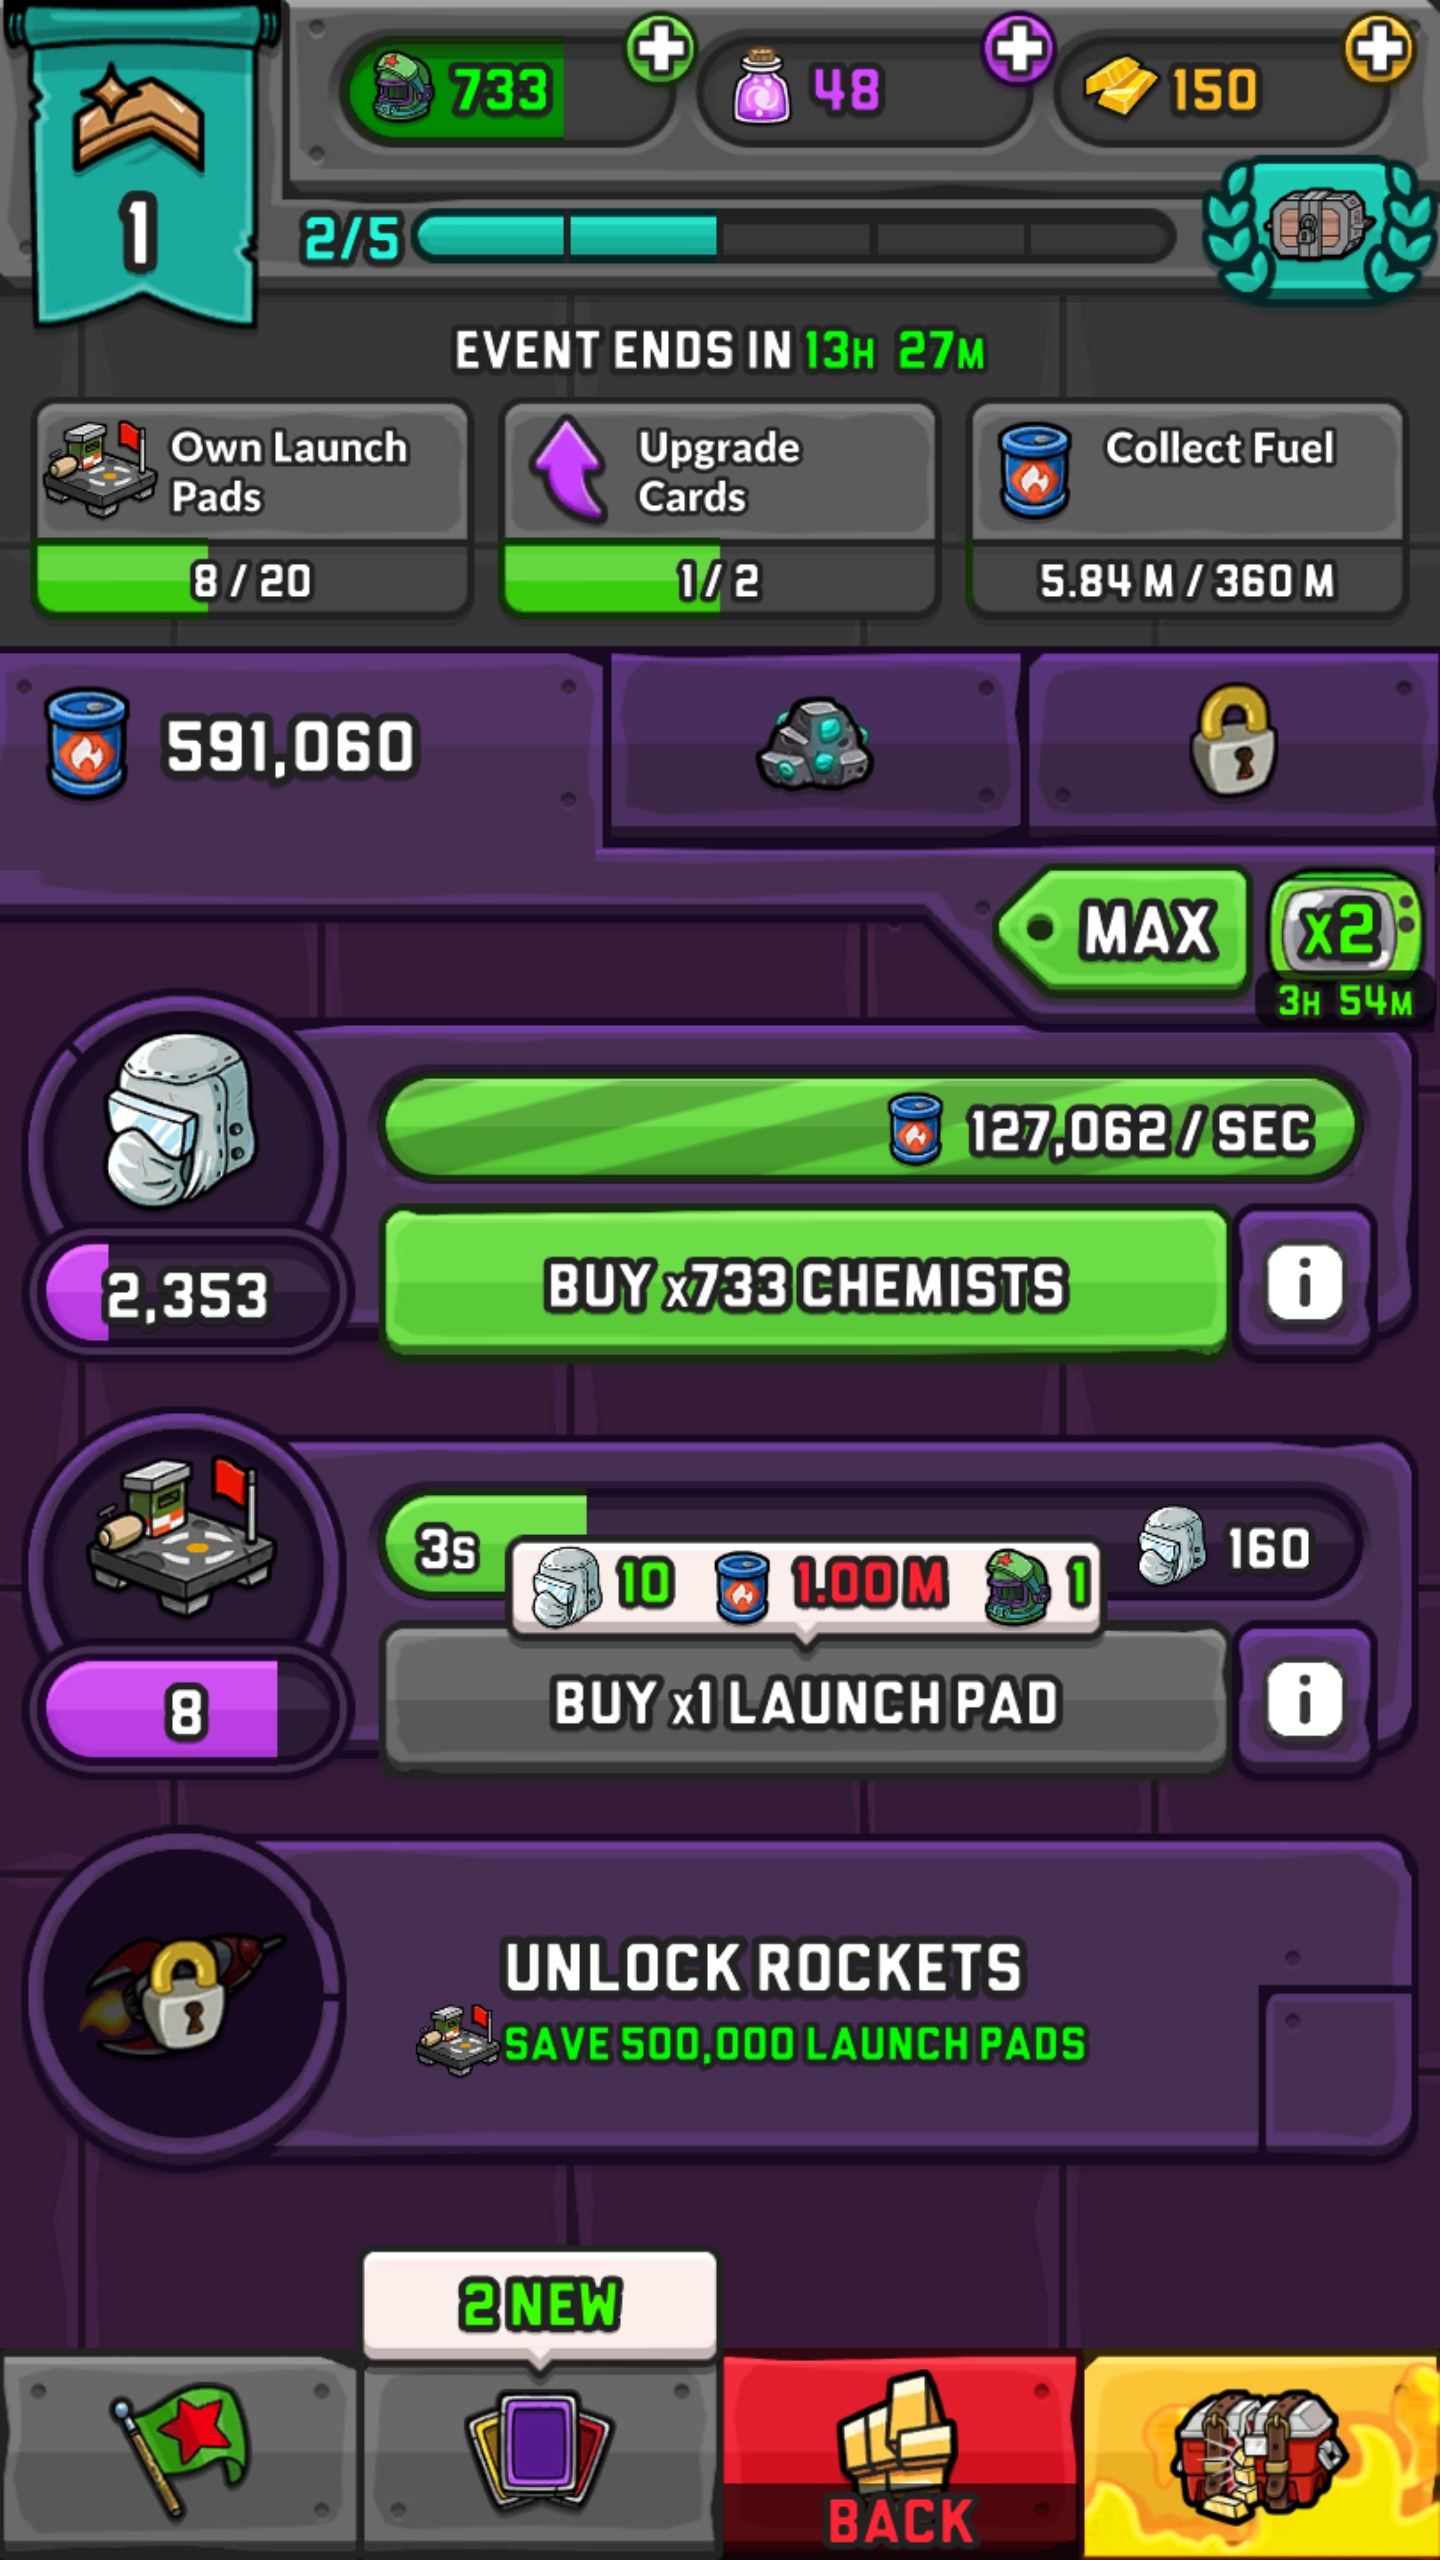 733
48
150
1
2/5
EVENT ENDS IN 13H 27M
Own Launch
Pads
8 / 20
Upgrade
Cards
1 / 2
Collect Fuel
5.84 M / 360 M
591,060
MAX
x2
3H 54M
127,062 / SEC
2,353
BUY x733 CHEMISTS
i
3s
160
10
1.00 M
1
8
BUY x1 LAUNCH PAD
i
UNLOCK ROCKETS
SAVE 500,000 LAUNCH PADS
2 NEW
BACK